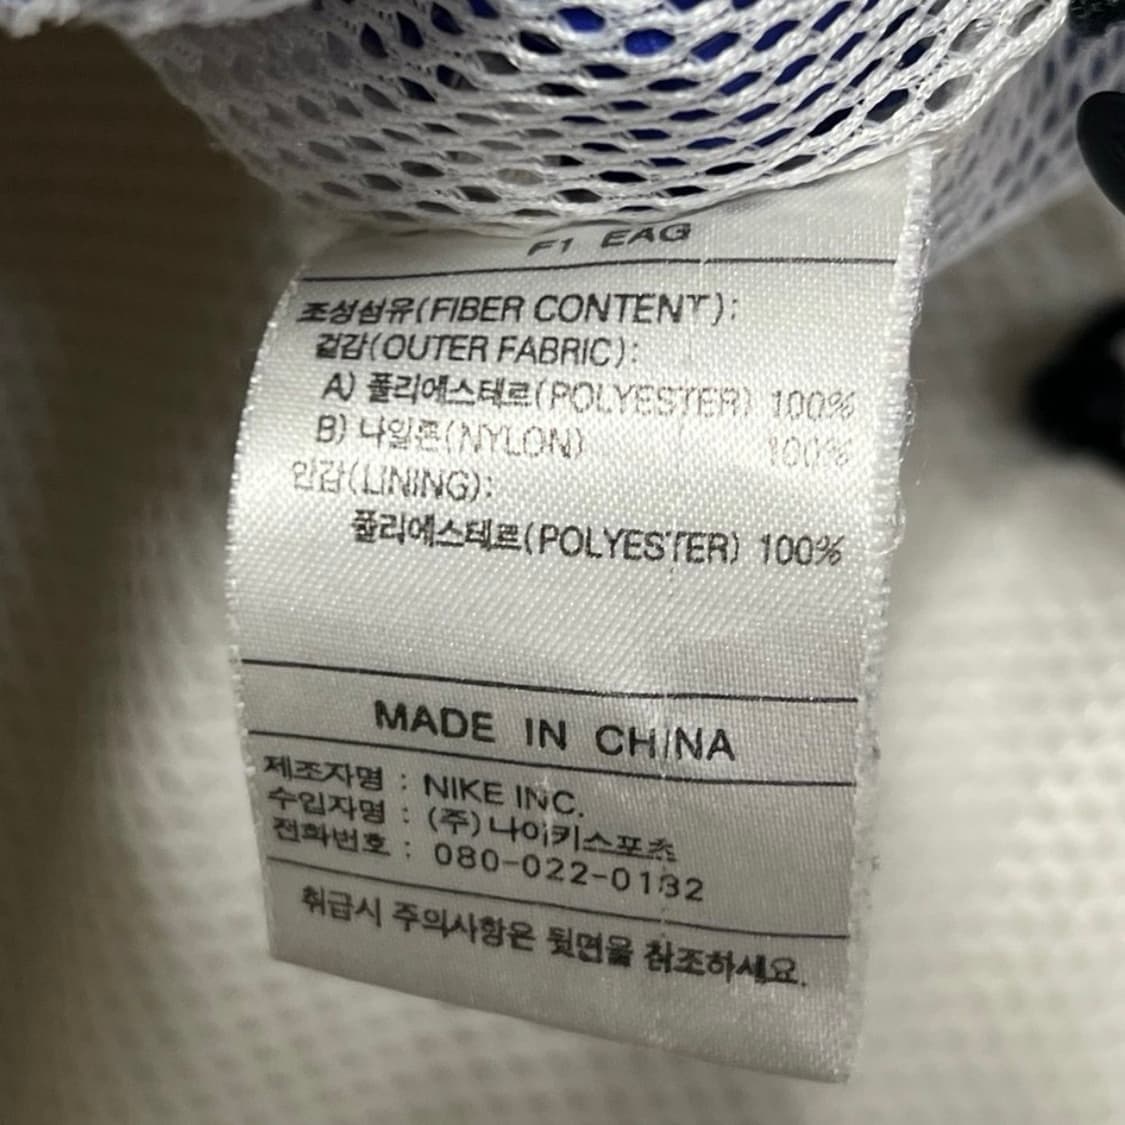 F1 EAG
조성섬유(FIBER CONTENT):
겉감(OUTER FABRIC):
A) 폴리에스테르(POLYESTER) 100%
B) 나일론(NYLON) 100%
안감(LINING):
폴리에스테르(POLYESTER) 100%
MADE IN CHINA
제조자명 : NIKE INC.
수입자명 : (주)나이키스포츠
전화번호 : 080-022-0182
취급시 주의사항은 뒷면을 참조하세요.